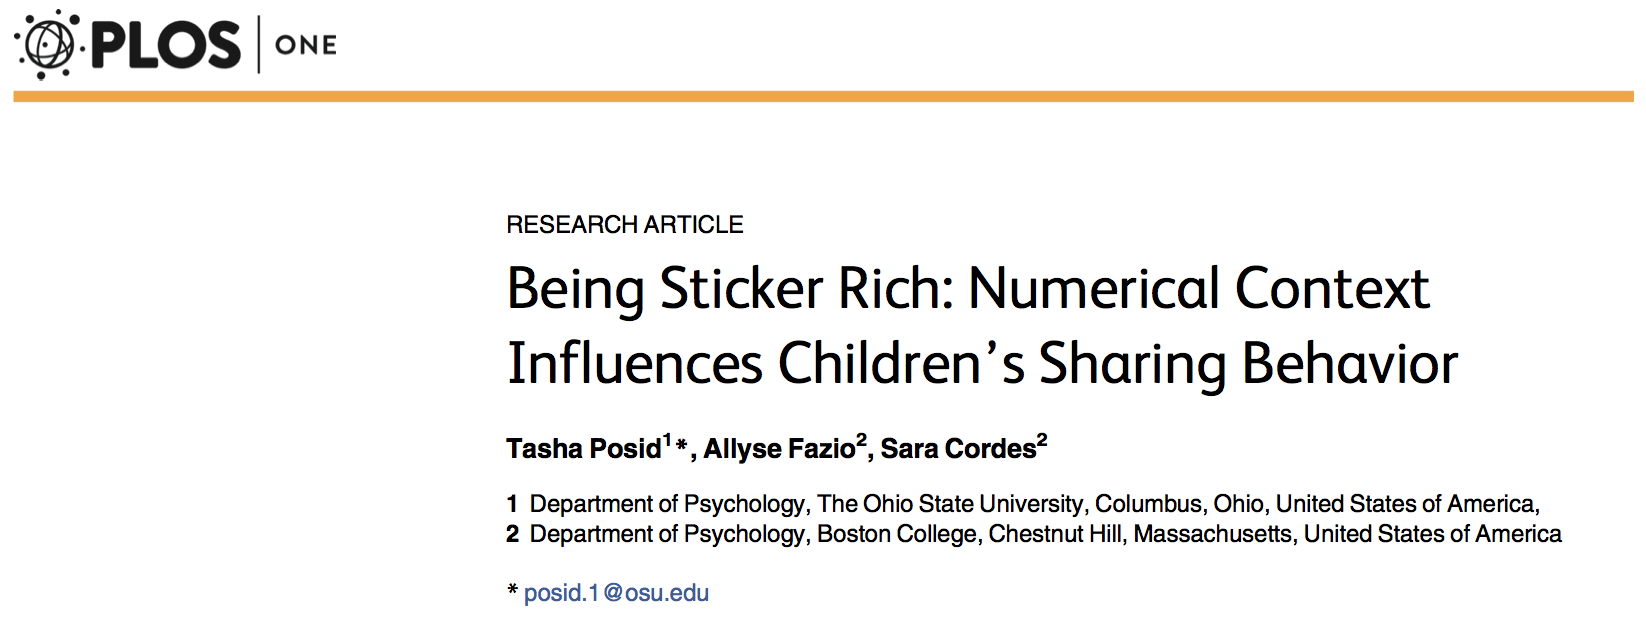 PLOS ONE
RESEARCH ARTICLE
Being Sticker Rich: Numerical Context
Influences Children’s Sharing Behavior
Tasha Posid1*, Allyse Fazio2, Sara Cordes2
1 Department of Psychology, The Ohio State University, Columbus, Ohio, United States of America,
2 Department of Psychology, Boston College, Chestnut Hill, Massachusetts, United States of America
* posid.1@osu.edu